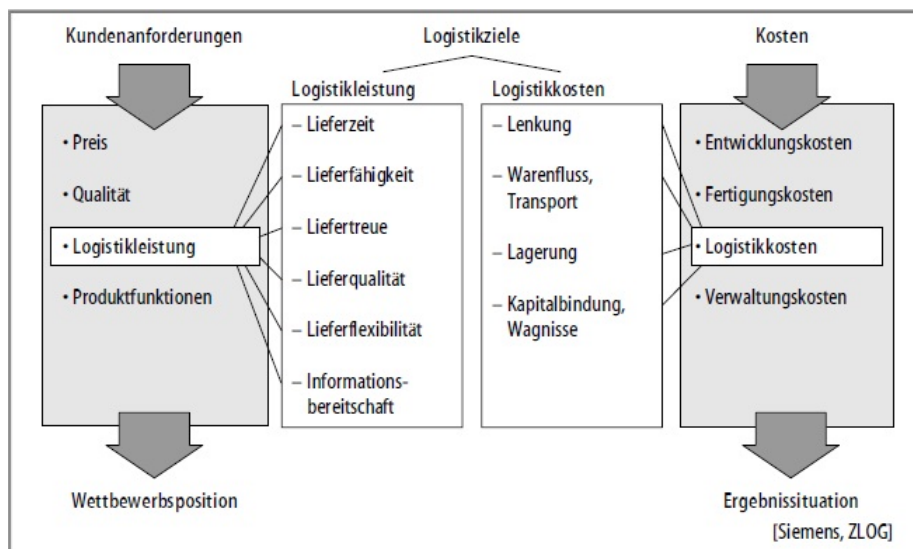 Kundenanforderungen
Logistikziele
Kosten
• Preis
• Qualität
• Logistikleistung
• Produktfunktionen
Logistikleistung
– Lieferzeit
– Lieferfähigkeit
– Liefertreue
– Lieferqualität
– Lieferflexibilität
– Informations-
bereitschaft
Logistikkosten
– Lenkung
– Warenfluss,
Transport
– Lagerung
– Kapitalbindung,
Wagnisse
• Entwicklungskosten
• Fertigungskosten
• Logistikkosten
• Verwaltungskosten
Wettbewerbsposition
Ergebnissituation
[Siemens, ZLOG]